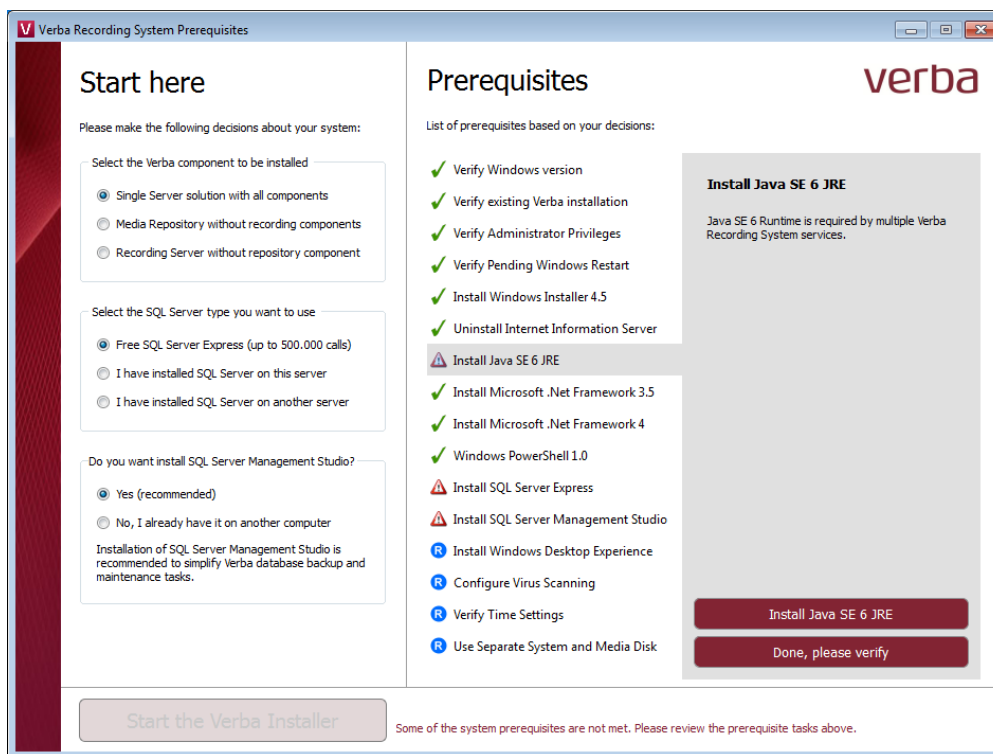 Verba Recording System Prerequisites
Start here
Please make the following decisions about your system:
Select the Verba component to be installed
Single Server solution with all components
Media Repository without recording components
Recording Server without repository component
Select the SQL Server type you want to use
Free SQL Server Express (up to 500.000 calls)
I have installed SQL Server on this server
I have installed SQL Server on another server
Do you want install SQL Server Management Studio?
Yes (recommended)
No, I already have it on another computer
Installation of SQL Server Management Studio is
recommended to simplify Verba database backup and
maintenance tasks.
Prerequisites
verba
List of prerequisites based on your decisions:
Verify Windows version
Verify existing Verba installation
Verify Administrator Privileges
Verify Pending Windows Restart
Install Windows Installer 4.5
Uninstall Internet Information Server
Install Java SE 6 JRE
Install Microsoft .Net Framework 3.5
Install Microsoft .Net Framework 4
Windows PowerShell 1.0
Install SQL Server Express
Install SQL Server Management Studio
R Install Windows Desktop Experience
R Configure Virus Scanning
R Verify Time Settings
R Use Separate System and Media Disk
Install Java SE 6 JRE
Java SE 6 Runtime is required by multiple Verba
Recording System services.
Install Java SE 6 JRE
Done, please verify
Start the Verba Installer
Some of the system prerequisites are not met. Please review the prerequisite tasks above.